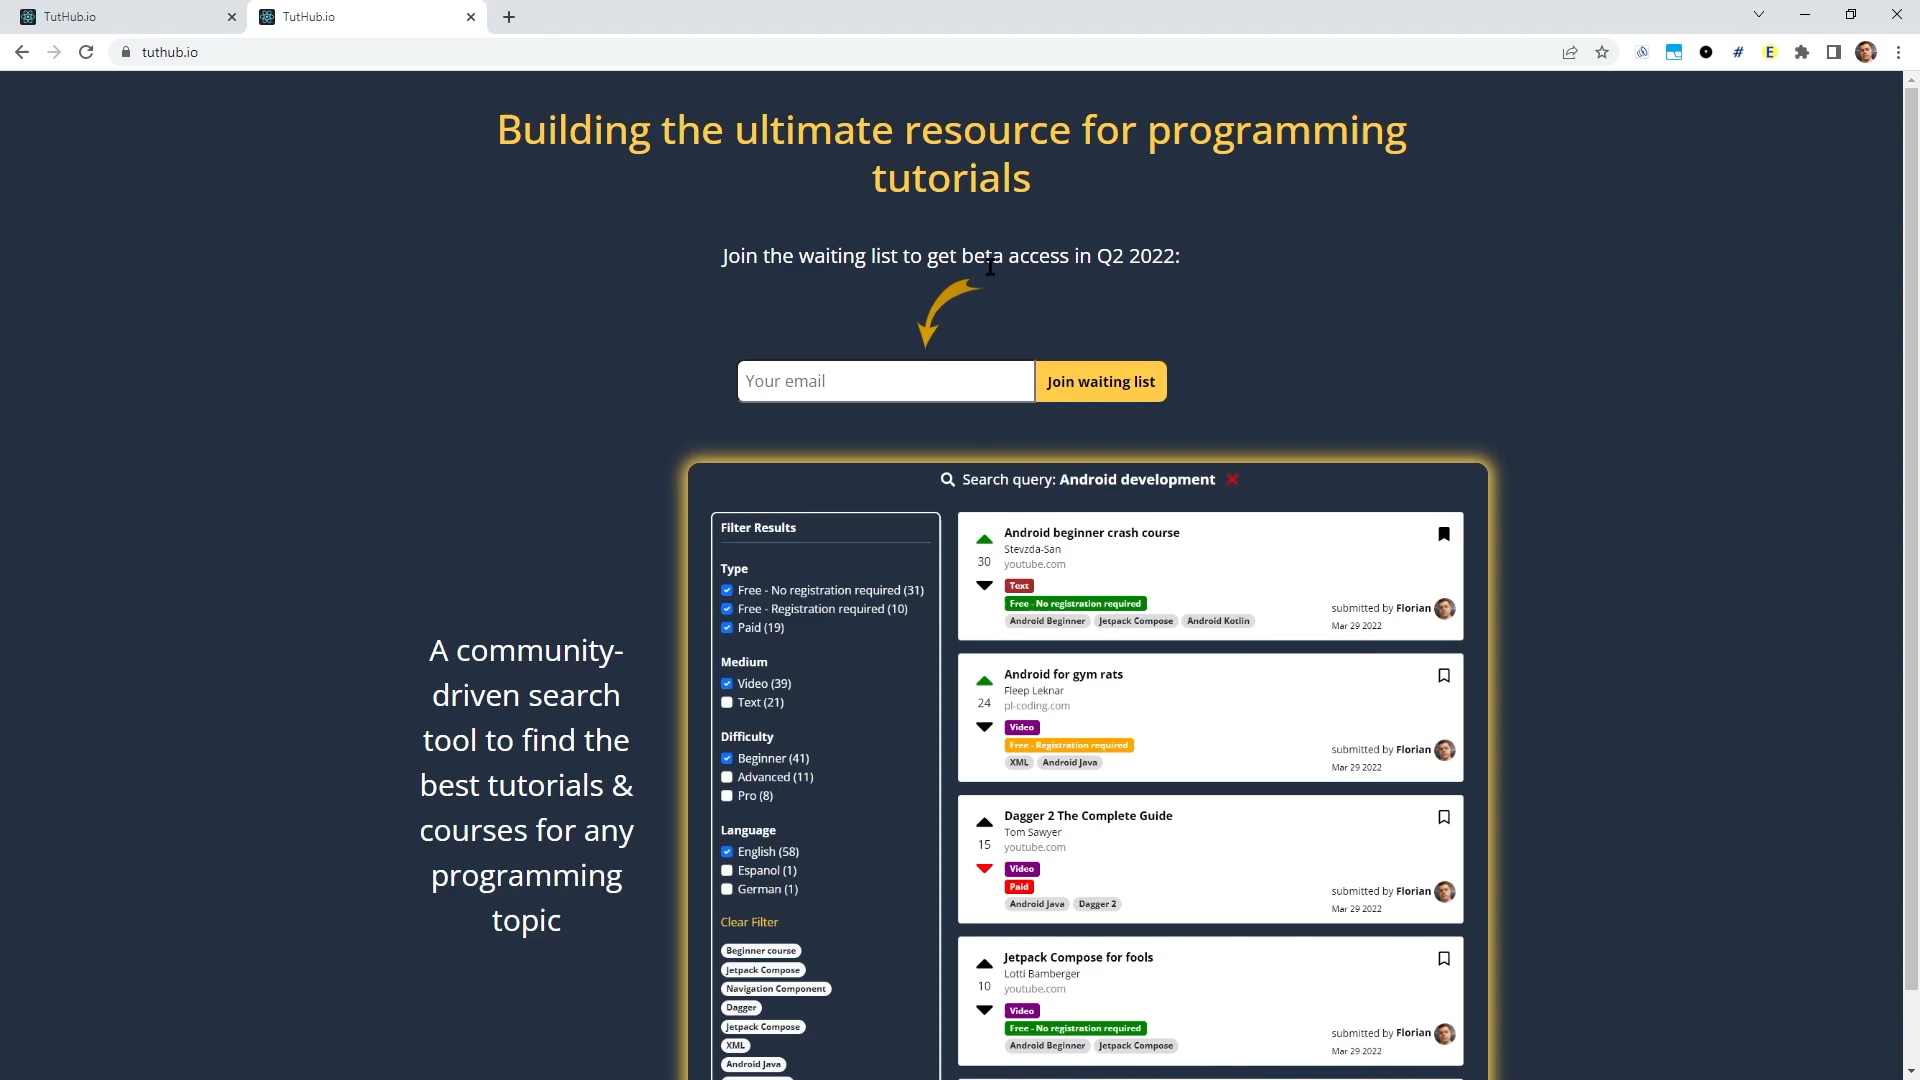 TutHub.io
TutHub.io
tuthub.io
Building the ultimate resource for programming
tutorials
Join the waiting list to get beta access in Q2 2022:
Your email
Join waiting list
Search query: Android development
A community-
driven search
tool to find the
best tutorials &
courses for any
programming
topic
Filter Results
Type
Free - No registration required (31)
Free - Registration required (10)
Paid (19)
Medium
Video (39)
Text (21)
Difficulty
Beginner (41)
Advanced (11)
Pro (8)
Language
English (58)
Espanol (1)
German (1)
Clear Filter
Beginner course
Jetpack Compose
Navigation Component
Dagger
Jetpack Compose
XML
Android Java
Android beginner crash course
Stevzda-San
30
youtube.com
Text
Free - No registration required
Android Beginner Jetpack Compose Android Kotlin
submitted by Florian
Mar 29 2022
Android for gym rats
Fleep Leknar
24
pl-coding.com
Video
Free - Registration required
XML Android Java
submitted by Florian
Mar 29 2022
Dagger 2 The Complete Guide
Tom Sawyer
15
youtube.com
Video
Paid
Android Java Dagger 2
submitted by Florian
Mar 29 2022
Jetpack Compose for fools
Lotti Bamberger
10
youtube.com
Video
Free - No registration required
Android Beginner Jetpack Compose
submitted by Florian
Mar 29 2022